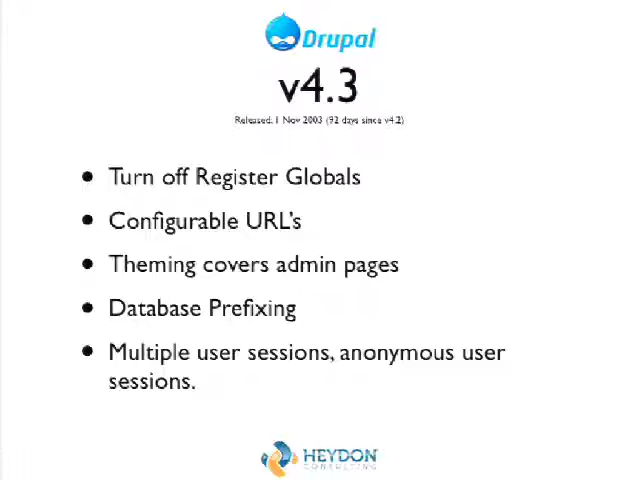 Drupal
v4.3
Released: 1 Nov 2003 (92 days since v4.2)
• Turn off Register Globals
• Configurable URL's
• Theming covers admin pages
• Database Prefixing
• Multiple user sessions, anonymous user
sessions.
HEYDON
CONSULTING